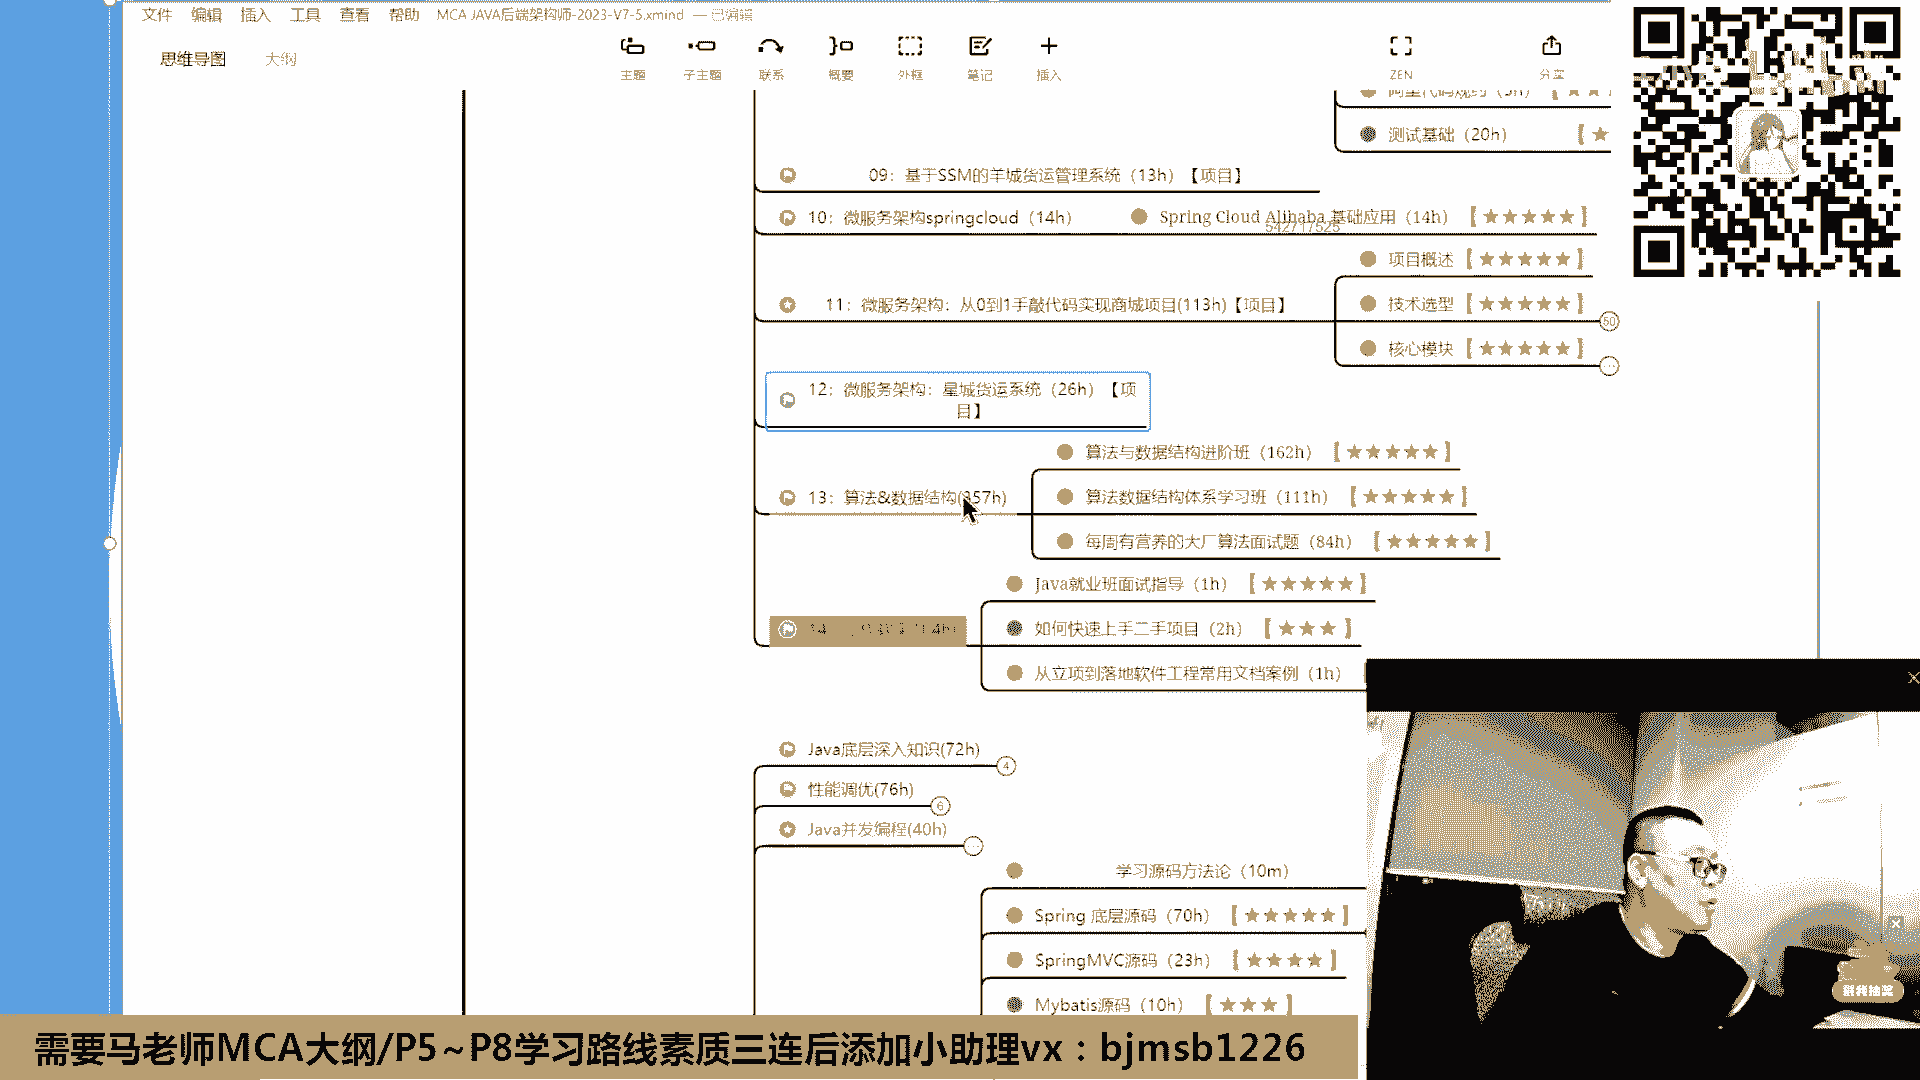 文件 编辑 插入 工具 查看 帮助 MCA JAVA后端架构师-2023-V7-5.xmind — 已编辑
思维导图 大纲
主题 子主题 联系 概要 外框 笔记 插入 ZEN 分享
阿里代码规约（3h）【★★
测试基础（20h）【★
09：基于SSM的羊城货运管理系统（13h）【项目】
10：微服务架构springcloud（14h） Spring Cloud Alibaba 基础应用（14h）【★★★★★】
542717525
项目概述【★★★★★】
11：微服务架构：从0到1手敲代码实现商城项目(113h)【项目】
技术选型【★★★★★】
50
核心模块【★★★★★】
12：微服务架构：星城货运系统（26h）【项
目】
算法与数据结构进阶班（162h）【★★★★★】
13：算法&数据结构(357h)
算法数据结构体系学习班（111h）【★★★★★】
每周有营养的大厂算法面试题（84h）【★★★★★】
Java就业班面试指导（1h）【★★★★★】
14
如何快速上手二手项目（2h）【★★★】
从立项到落地软件工程常用文档案例（1h）
Java底层深入知识(72h) 4
性能调优(76h) 6
Java并发编程(40h)
学习源码方法论（10m）
Spring 底层源码（70h）【★★★★★】
SpringMVC源码（23h）【★★★★】
Mybatis源码（10h）【★★★】
戳我抽奖
需要马老师MCA大纲/P5~P8学习路线素质三连后添加小助理vx：bjmsb1226